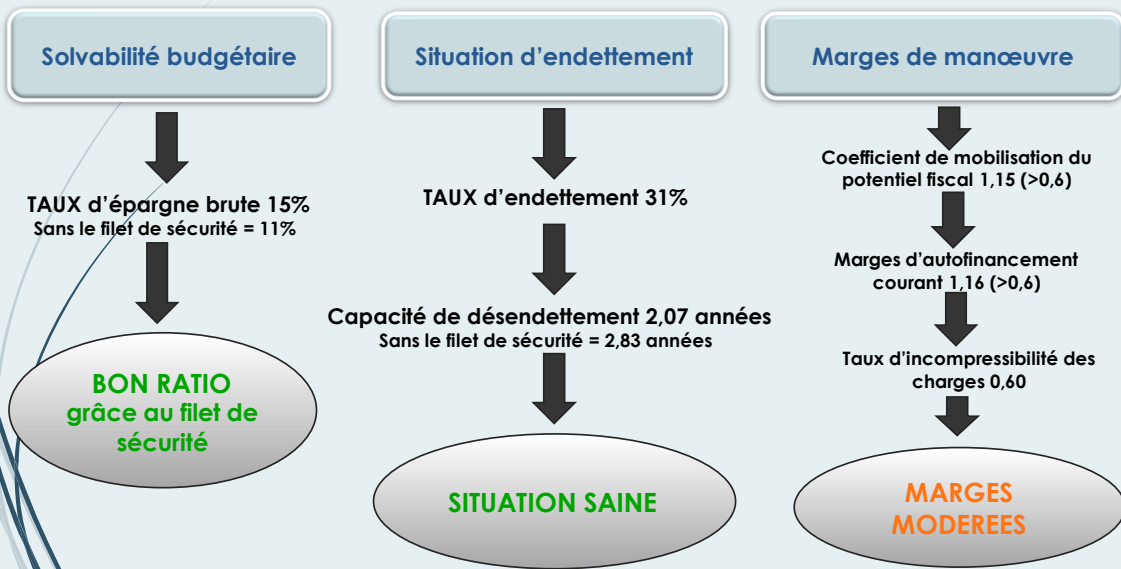 Solvabilité budgétaire
TAUX d’épargne brute 15%
Sans le filet de sécurité = 11%
BON RATIO
grâce au filet de
sécurité
Situation d’endettement
TAUX d’endettement 31%
Capacité de désendettement 2,07 années
Sans le filet de sécurité = 2,83 années
SITUATION SAINE
Marges de manœuvre
Coefficient de mobilisation du
potentiel fiscal 1,15 (>0,6)
Marges d’autofinancement
courant 1,16 (>0,6)
Taux d’incompressibilité des
charges 0,60
MARGES
MODEREES